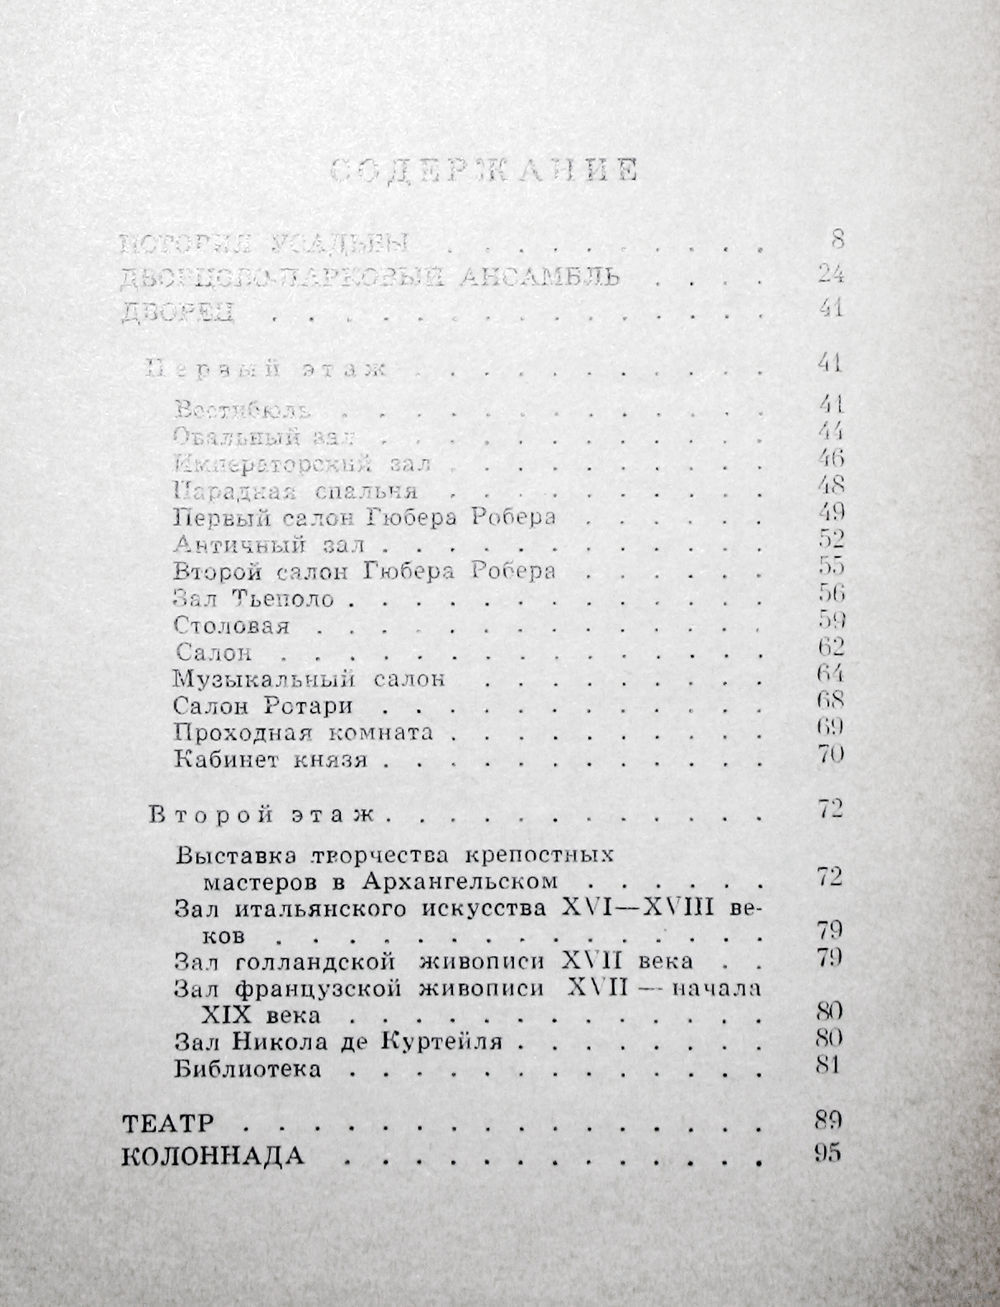 СОДЕРЖАНИЕ
ИСТОРИЯ УСАДЬБЫ . . . . . . . . . . 8
ДВОРЦОВО-ПАРКОВЫЙ АНСАМБЛЬ . . . . 24
ДВОРЕЦ . . . . . . . . . . . . . . . 41
Первый этаж . . . . . . . . . . . 41
Вестибюль . . . . . . . . . . . . . 41
Овальный зал . . . . . . . . . . . . 44
Императорский зал . . . . . . . . . . 46
Парадная спальня . . . . . . . . . . 48
Первый салон Гюбера Робера . . . . . . 49
Античный зал . . . . . . . . . . . . 52
Второй салон Гюбера Робера . . . . . . 55
Зал Тьеполо . . . . . . . . . . . . . 56
Столовая . . . . . . . . . . . . . . 59
Салон . . . . . . . . . . . . . . . 62
Музыкальный салон . . . . . . . . . 64
Салон Ротари . . . . . . . . . . . . 68
Проходная комната . . . . . . . . . . 69
Кабинет князя . . . . . . . . . . . . 70
Второй этаж . . . . . . . . . . . . 72
Выставка творчества крепостных
мастеров в Архангельском . . . . . . 72
Зал итальянского искусства XVI—XVIII ве-
ков . . . . . . . . . . . . . . . 79
Зал голландской живописи XVII века . . 79
Зал французской живописи XVII — начала
XIX века . . . . . . . . . . . . . 80
Зал Никола де Куртейля . . . . . . . . 80
Библиотека . . . . . . . . . . . . . 81
ТЕАТР . . . . . . . . . . . . . . . 89
КОЛОННАДА . . . . . . . . . . . . . 95